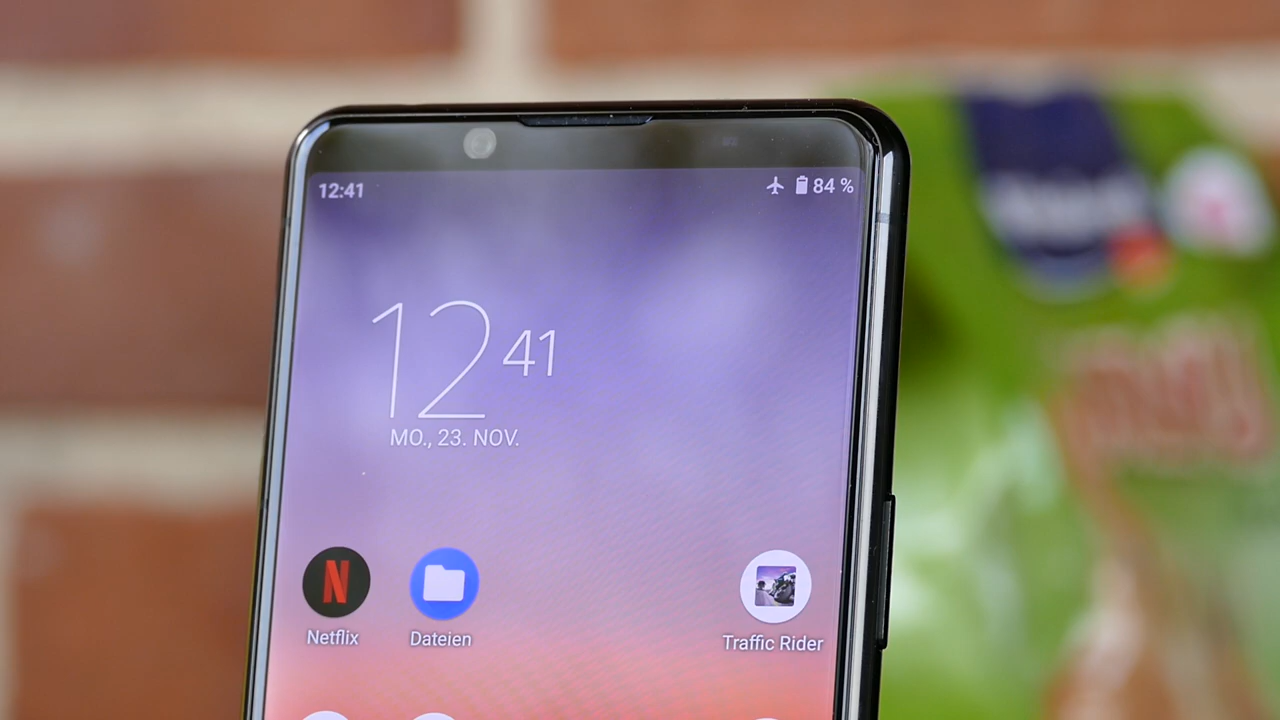 12:41
84 %
12 41
MO., 23. NOV.
N
Netflix
Dateien
Traffic Rider